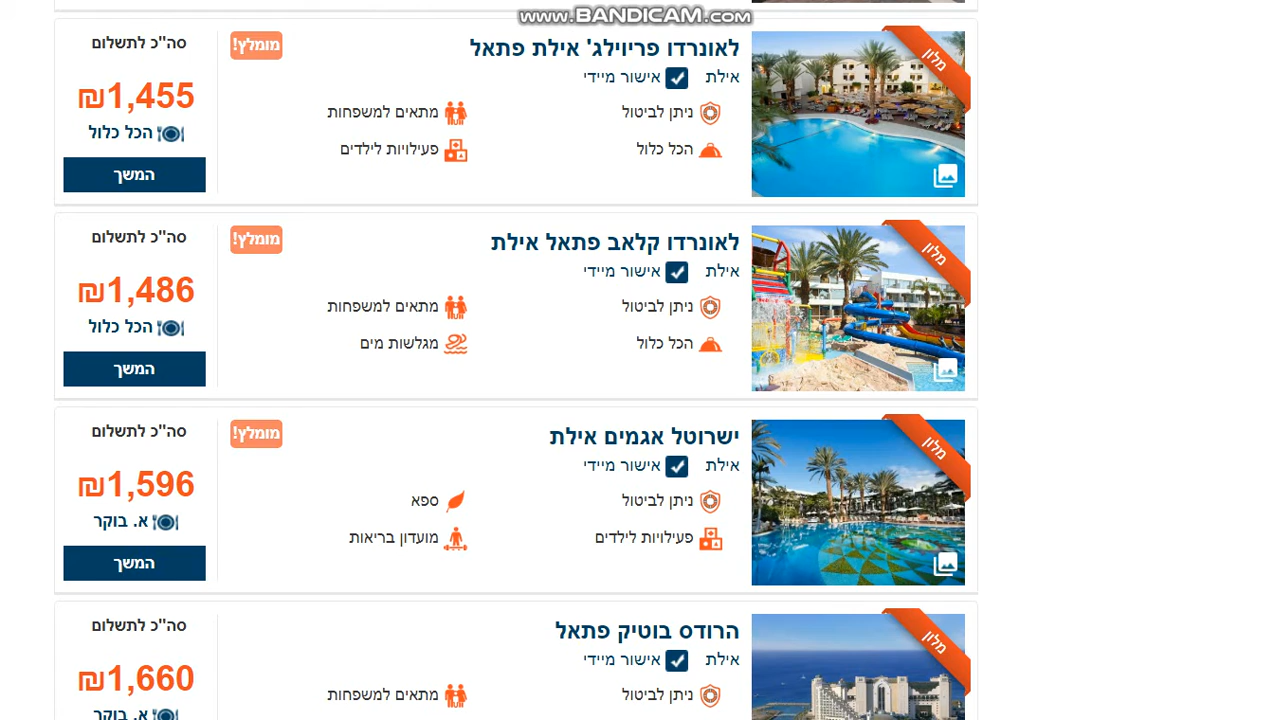 www.BANDICAM.com
לאונרדו פריוילג' אילת פתאל
אילת
אישור מיידי
ניתן לביטול
מתאים למשפחות
הכל כלול
פעילויות לילדים
מלון
מומלץ!
סה"כ לתשלום
₪1,455
הכל כלול
המשך
לאונרדו קלאב פתאל אילת
אילת
אישור מיידי
ניתן לביטול
מתאים למשפחות
הכל כלול
מגלשות מים
מלון
מומלץ!
סה"כ לתשלום
₪1,486
הכל כלול
המשך
ישרוטל אגמים אילת
אילת
אישור מיידי
ניתן לביטול
ספא
פעילויות לילדים
מועדון בריאות
מלון
מומלץ!
סה"כ לתשלום
₪1,596
א. בוקר
המשך
הרודס בוטיק פתאל
אילת
אישור מיידי
ניתן לביטול
מתאים למשפחות
מלון
סה"כ לתשלום
₪1,660
א. בוקר